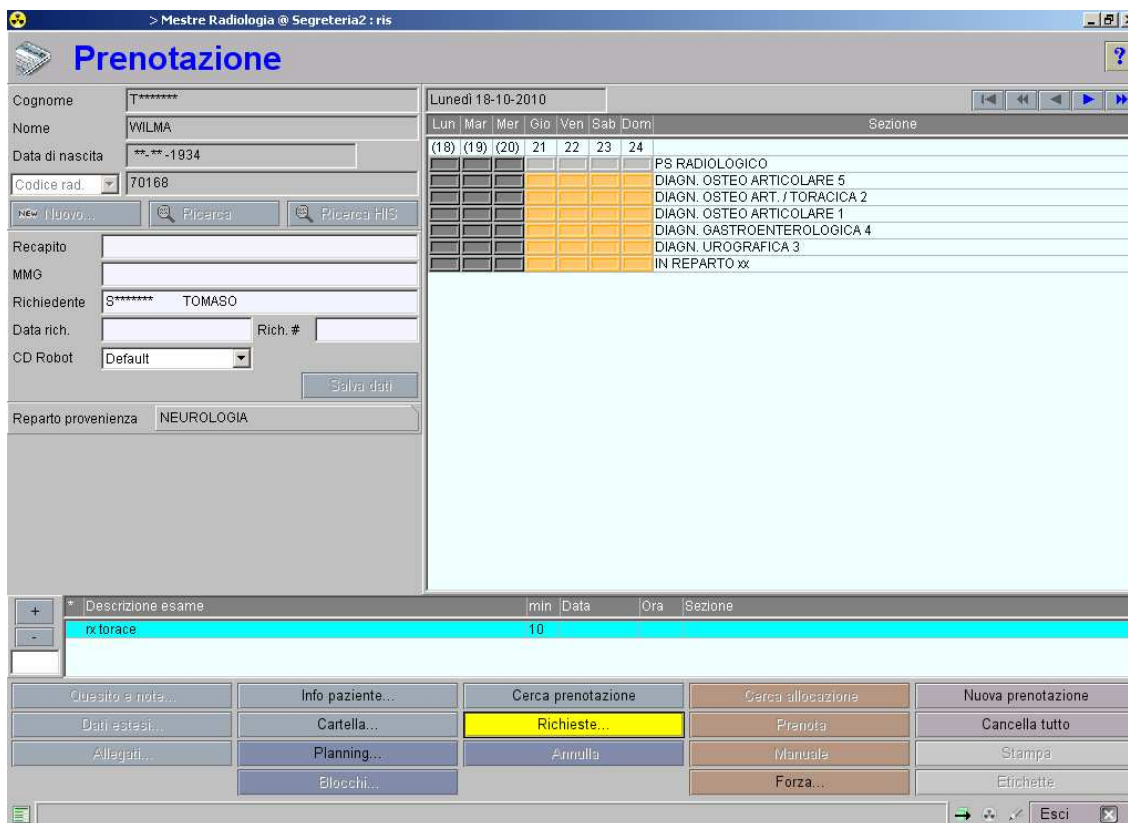 > Mestre Radiologia @ Segreteria2 : ris
Prenotazione
?
Cognome T*******
Nome WILMA
Data di nascita **-** -1934
Codice rad. 70168
NEW Nuovo... Ricerca Ricerca HIS
Recapito
MMG
Richiedente S******* TOMASO
Data rich. Rich. #
CD Robot Default
Salva dati
Reparto provenienza NEUROLOGIA
Lunedì 18-10-2010
Lun Mar Mer Gio Ven Sab Dom Sezione
(18) (19) (20) 21 22 23 24
PS RADIOLOGICO
DIAGN. OSTEO ARTICOLARE 5
DIAGN. OSTEO ART. / TORACICA 2
DIAGN. OSTEO ARTICOLARE 1
DIAGN. GASTROENTEROLOGICA 4
DIAGN. UROGRAFICA 3
IN REPARTO xx
+ * Descrizione esame min Data Ora Sezione
- rx torace 10
Quesito e note... Info paziente... Cerca prenotazione Cerca allocazione Nuova prenotazione
Dati estesi... Cartella... Richieste... Prenota Cancella tutto
Allegati... Planning... Annulla Manuale Stampa
Blocchi... Forza... Etichette
Esci